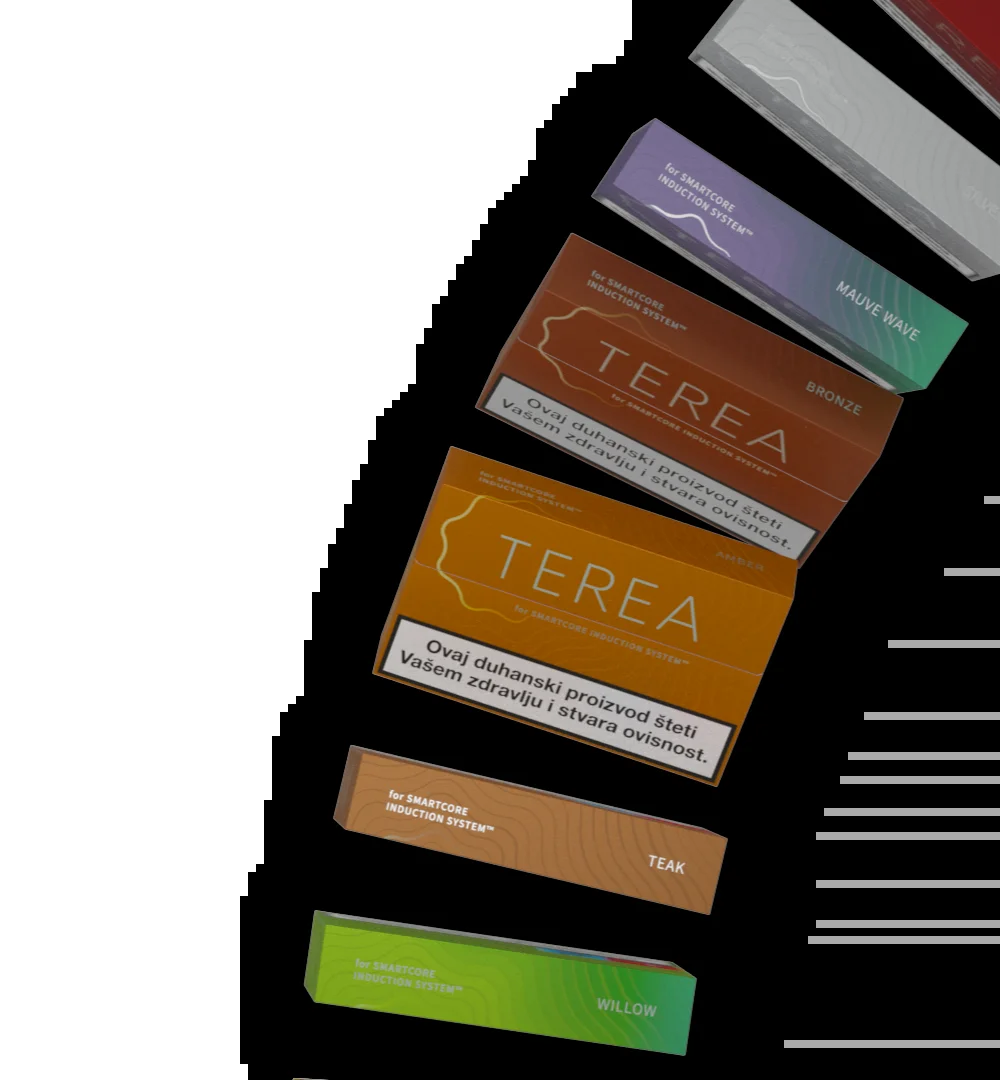 for SMARTCORE
INDUCTION SYSTEM™
MAUVE WAVE
for SMARTCORE
INDUCTION SYSTEM™
BRONZE
TEREA
for SMARTCORE INDUCTION SYSTEM™
Ovaj duhanski proizvod šteti
Vašem zdravlju i stvara ovisnost.
for SMARTCORE
INDUCTION SYSTEM™
AMBER
TEREA
for SMARTCORE INDUCTION SYSTEM™
Ovaj duhanski proizvod šteti
Vašem zdravlju i stvara ovisnost.
for SMARTCORE
INDUCTION SYSTEM™
TEAK
for SMARTCORE
INDUCTION SYSTEM™
WILLOW